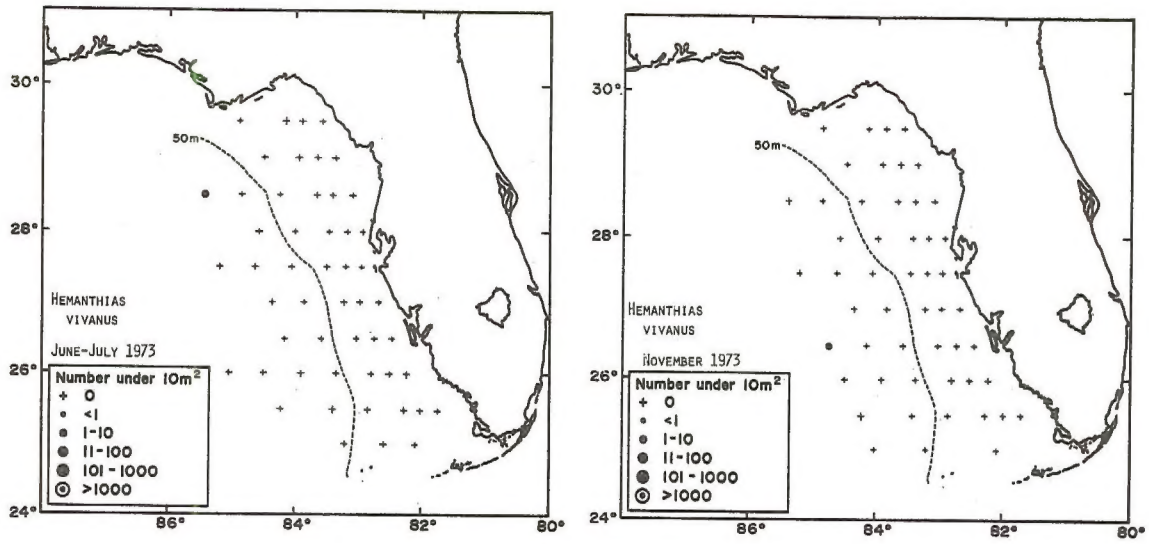 30°
28°
26°
24°
50m
HEMANTHIAS
VIVANUS
JUNE-JULY 1973
Number under 10m²
+ 0
<1
1-10
11-100
101-1000
>1000
86° 84° 82° 80°
30°
28°
26°
24°
50m
HEMANTHIAS
VIVANUS
NOVEMBER 1973
Number under 10m²
+ 0
<1
1-10
11-100
101-1000
>1000
86° 84° 82° 80°